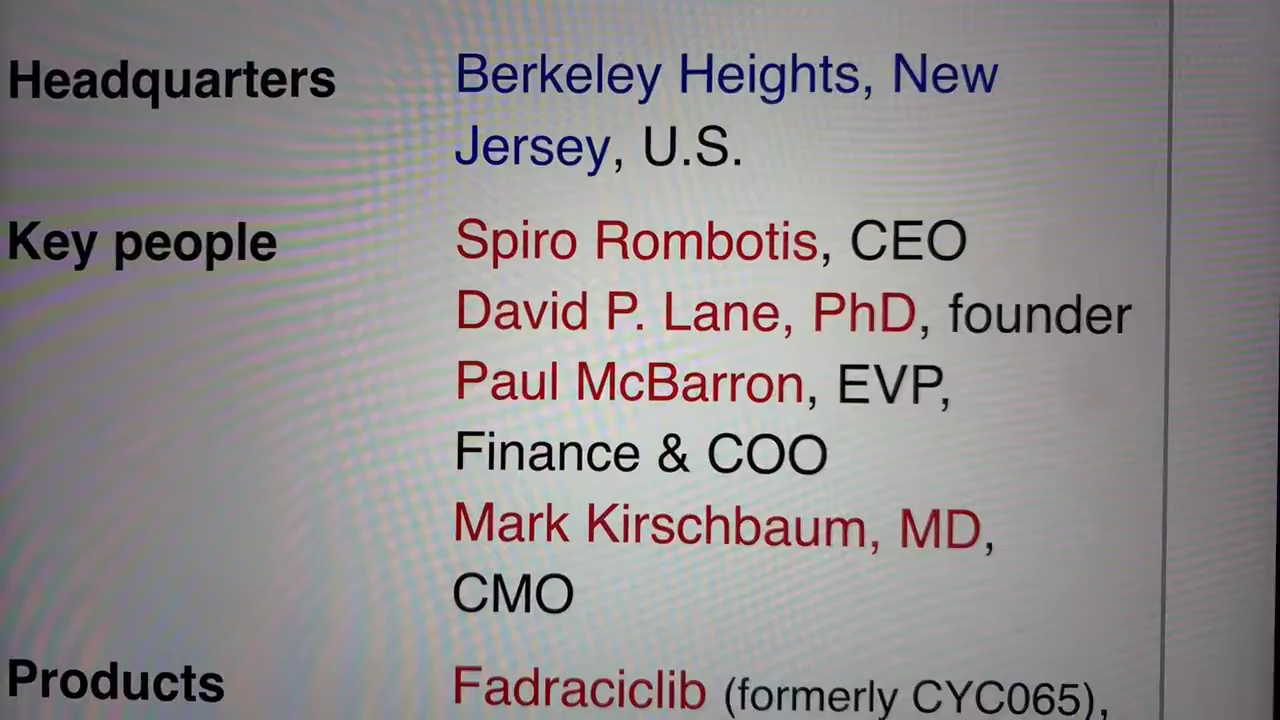 Headquarters Berkeley Heights, New
Jersey, U.S.
Key people Spiro Rombotis, CEO
David P. Lane, PhD, founder
Paul McBarron, EVP,
Finance & COO
Mark Kirschbaum, MD,
CMO
Products Fadraciclib (formerly CYC065),